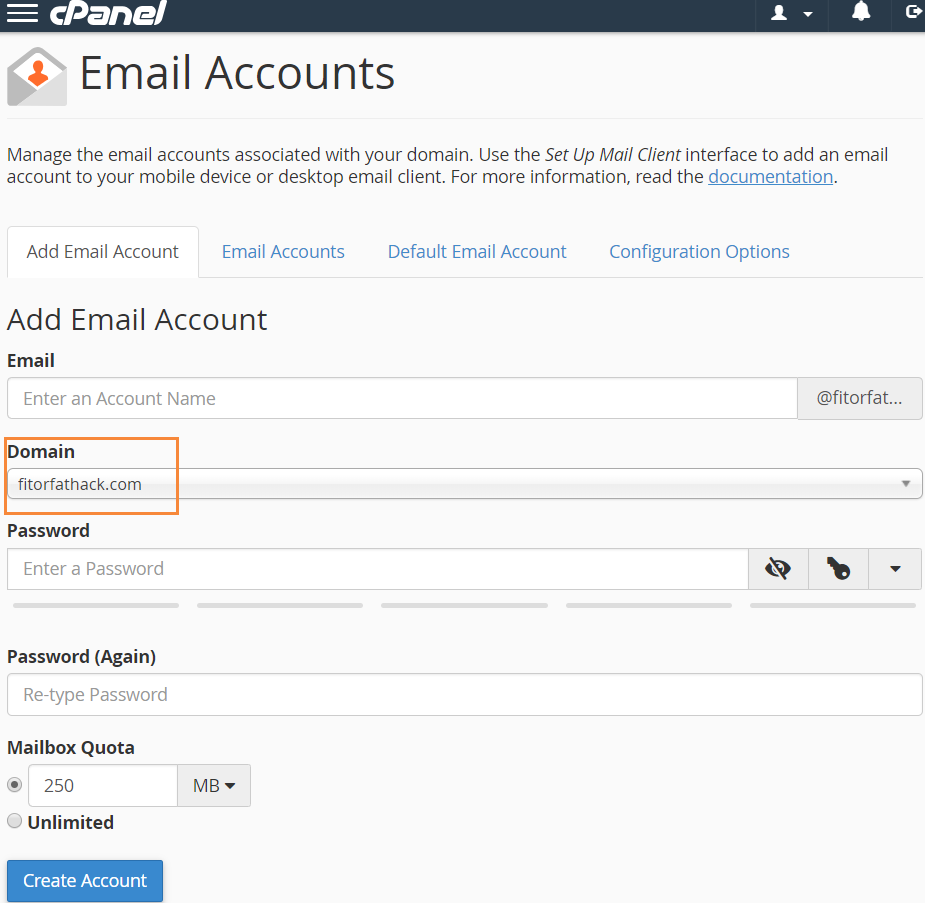 cPanel
Email Accounts
Manage the email accounts associated with your domain. Use the Set Up Mail Client interface to add an email
account to your mobile device or desktop email client. For more information, read the documentation.
Add Email Account
Email Accounts
Default Email Account
Configuration Options
Add Email Account
Email
Enter an Account Name
@fitorfat...
Domain
fitorfathack.com
Password
Enter a Password
Password (Again)
Re-type Password
Mailbox Quota
250
MB
Unlimited
Create Account